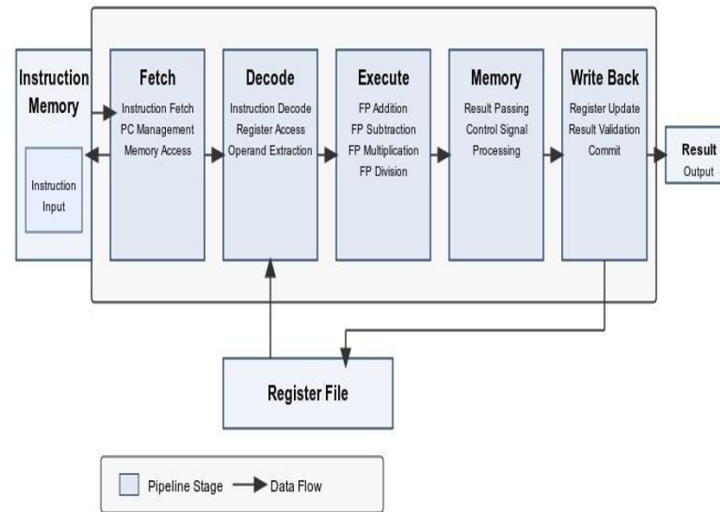 Instruction
Memory
Instruction
Input
Fetch
Instruction Fetch
PC Management
Memory Access
Decode
Instruction Decode
Register Access
Operand Extraction
Execute
FP Addition
FP Subtraction
FP Multiplication
FP Division
Memory
Result Passing
Control Signal
Processing
Write Back
Register Update
Result Validation
Commit
Result
Output
Register File
Pipeline Stage
Data Flow